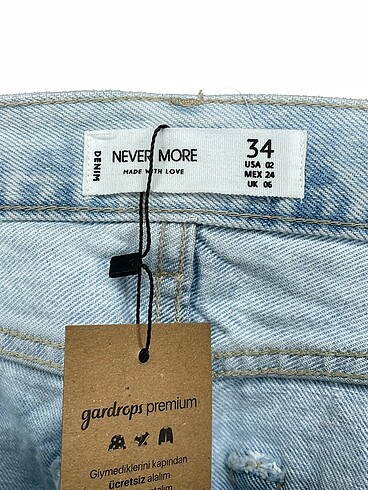 DENIM
NEVER MORE
MADE WITH LOVE
34
USA 02
MEX 24
UK 06
gardrops premium
Giymediklerini kapından
ücretsiz alalım